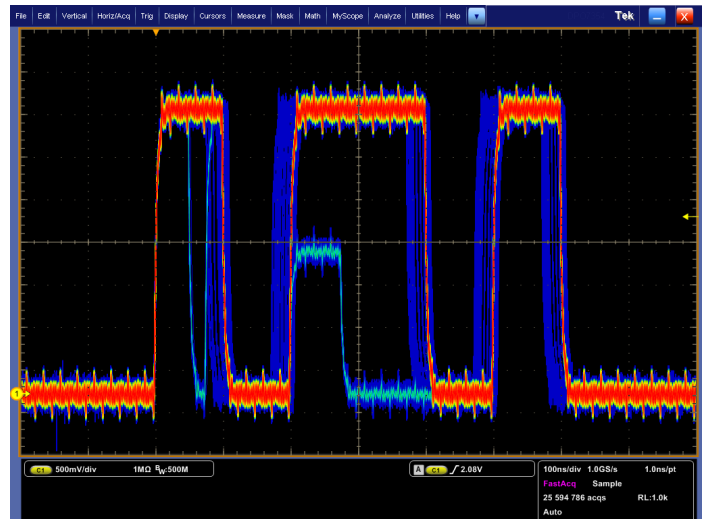 File Edit Vertical Horiz/Acq Trig Display Cursors Measure Mask Math MyScope Analyze Utilities Help Tek X
1
C1 500mV/div 1MΩ BW:500M
A C1 2.08V
100ns/div 1.0GS/s 1.0ns/pt
FastAcq Sample
25 594 786 acqs RL:1.0k
Auto